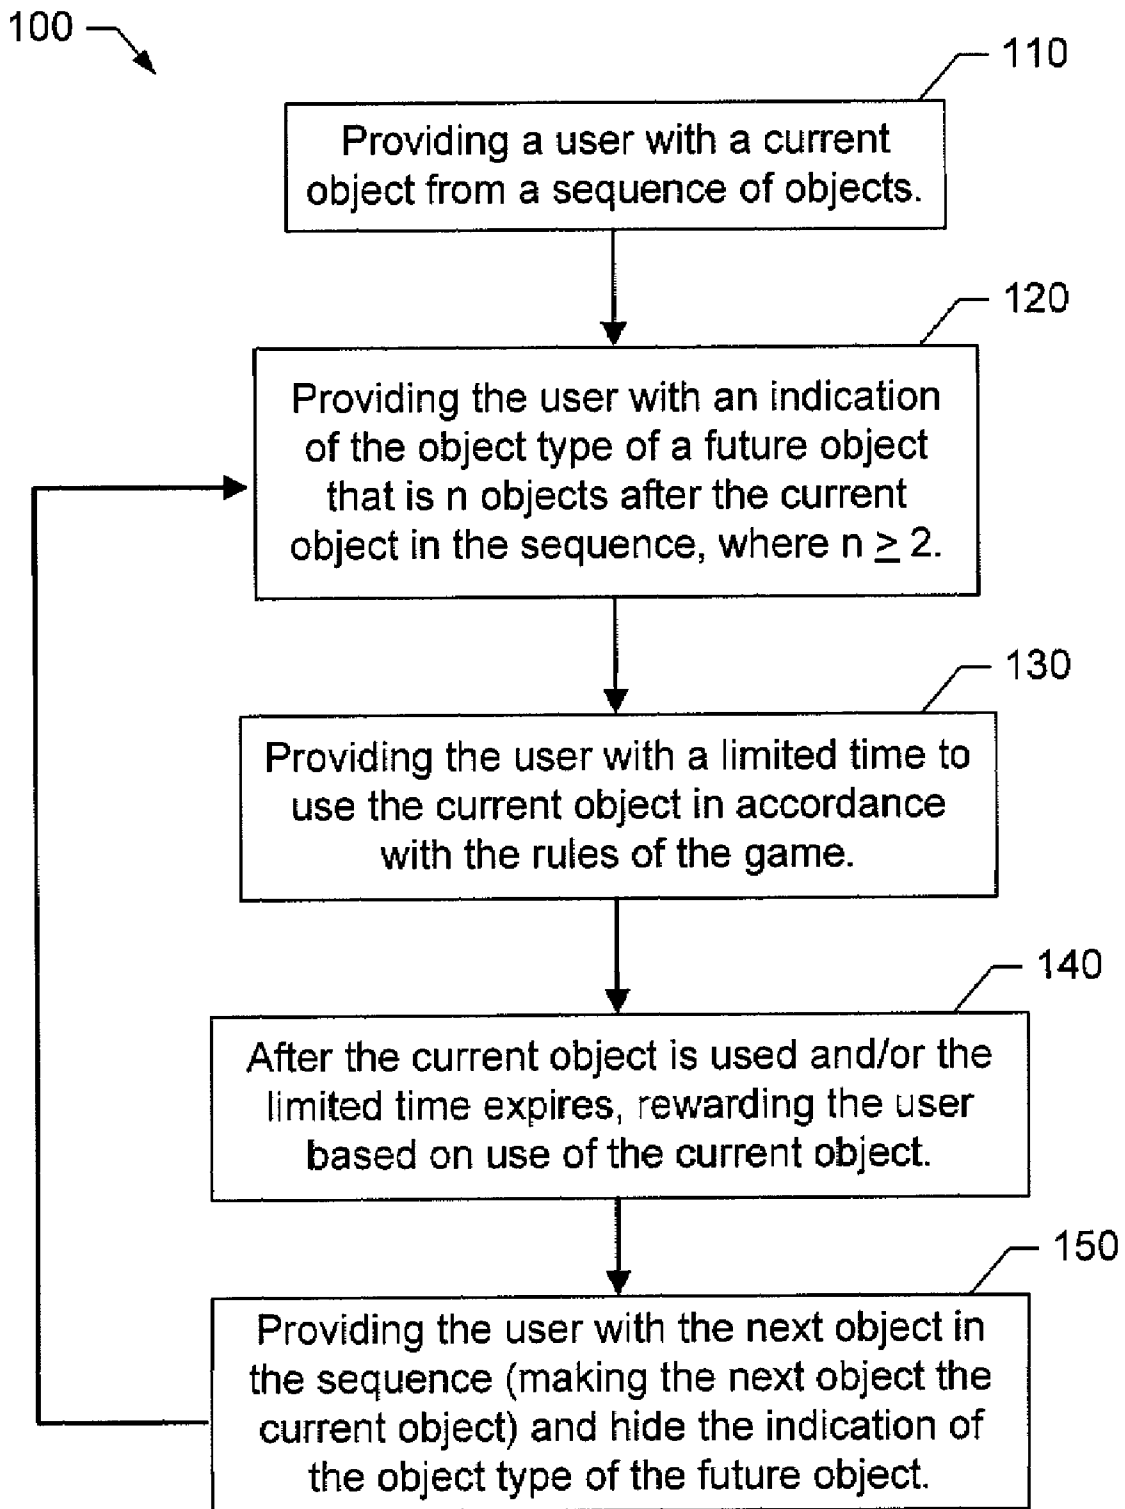 100
110
Providing a user with a current
object from a sequence of objects.
120
Providing the user with an indication
of the object type of a future object
that is n objects after the current
object in the sequence, where n ≥ 2.
130
Providing the user with a limited time to
use the current object in accordance
with the rules of the game.
140
After the current object is used and/or the
limited time expires, rewarding the user
based on use of the current object.
150
Providing the user with the next object in
the sequence (making the next object the
current object) and hide the indication of
the object type of the future object.